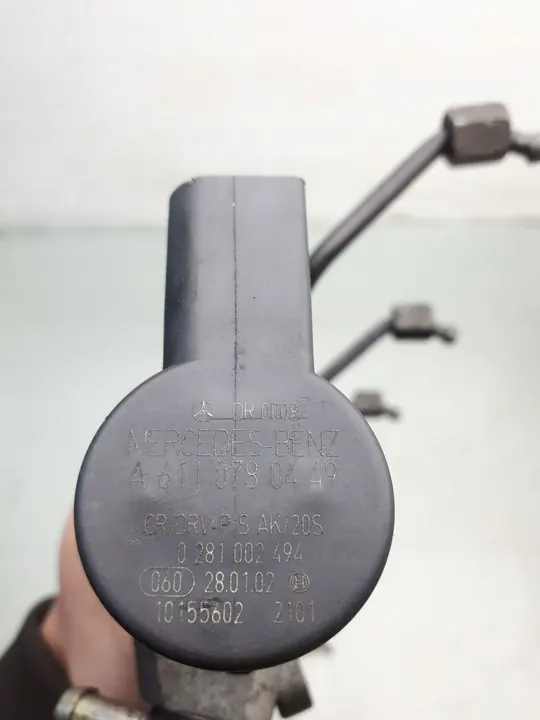 DR 0108
MERCEDES-BENZ
A 611 078 04 49
CR/DRV-P-S AK/20S
0 281 002 494
060 28.01.02
10155602 2101